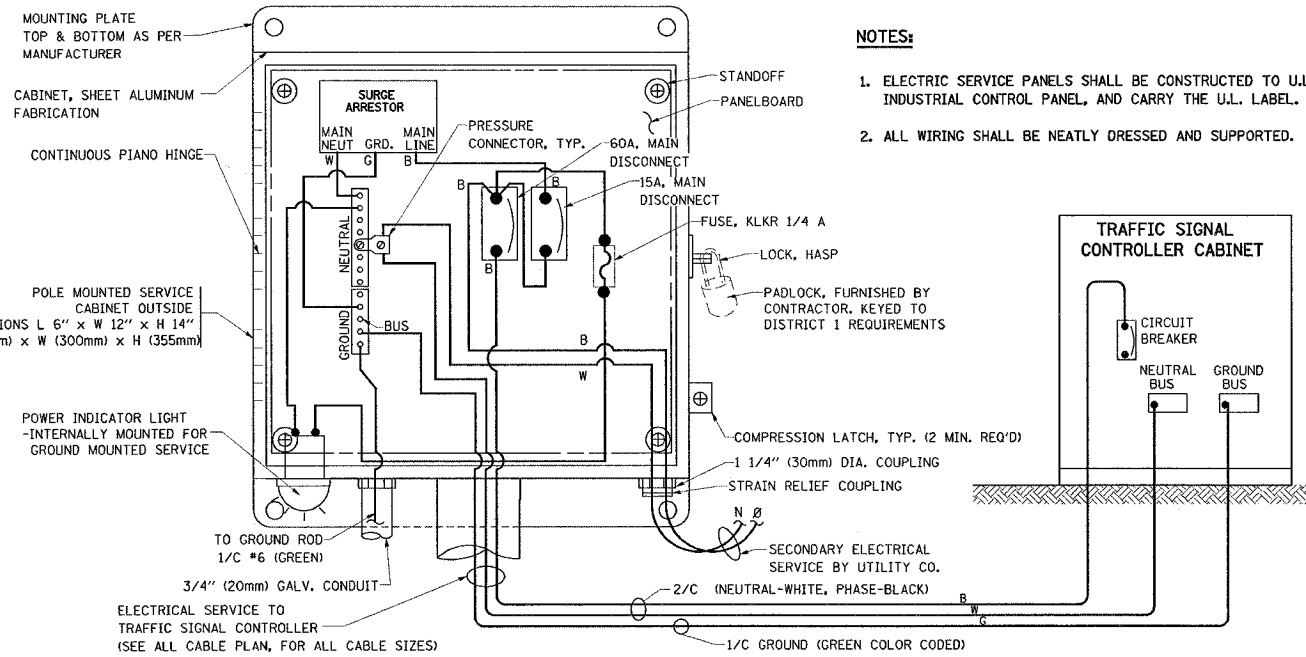 MOUNTING PLATE
TOP & BOTTOM AS PER
MANUFACTURER
CABINET, SHEET ALUMINUM
FABRICATION
CONTINUOUS PIANO HINGE
POLE MOUNTED SERVICE
CABINET OUTSIDE
IONS L 6" x W 12" x H 14"
m) x W (300mm) x H (355mm)
POWER INDICATOR LIGHT
-INTERNALLY MOUNTED FOR
GROUND MOUNTED SERVICE
SURGE
ARRESTOR
MAIN
NEUT
GRD.
MAIN
LINE
W
G
B
NEUTRAL
GROUND
BUS
PRESSURE
CONNECTOR, TYP.
STANDOFF
PANELBOARD
60A, MAIN
DISCONNECT
15A, MAIN
DISCONNECT
B
B
B
FUSE, KLKR 1/4 A
LOCK, HASP
PADLOCK, FURNISHED BY
CONTRACTOR. KEYED TO
DISTRICT 1 REQUIREMENTS
B
W
COMPRESSION LATCH, TYP. (2 MIN. REQ'D)
1 1/4" (30mm) DIA. COUPLING
STRAIN RELIEF COUPLING
N Ø
SECONDARY ELECTRICAL
SERVICE BY UTILITY CO.
TO GROUND ROD
1/C #6 (GREEN)
3/4" (20mm) GALV. CONDUIT
ELECTRICAL SERVICE TO
TRAFFIC SIGNAL CONTROLLER
(SEE ALL CABLE PLAN, FOR ALL CABLE SIZES)
2/C (NEUTRAL-WHITE, PHASE-BLACK)
B
W
G
1/C GROUND (GREEN COLOR CODED)
NOTES:
1. ELECTRIC SERVICE PANELS SHALL BE CONSTRUCTED TO U.L
INDUSTRIAL CONTROL PANEL, AND CARRY THE U.L. LABEL.
2. ALL WIRING SHALL BE NEATLY DRESSED AND SUPPORTED.
TRAFFIC SIGNAL
CONTROLLER CABINET
CIRCUIT
BREAKER
NEUTRAL
BUS
GROUND
BUS